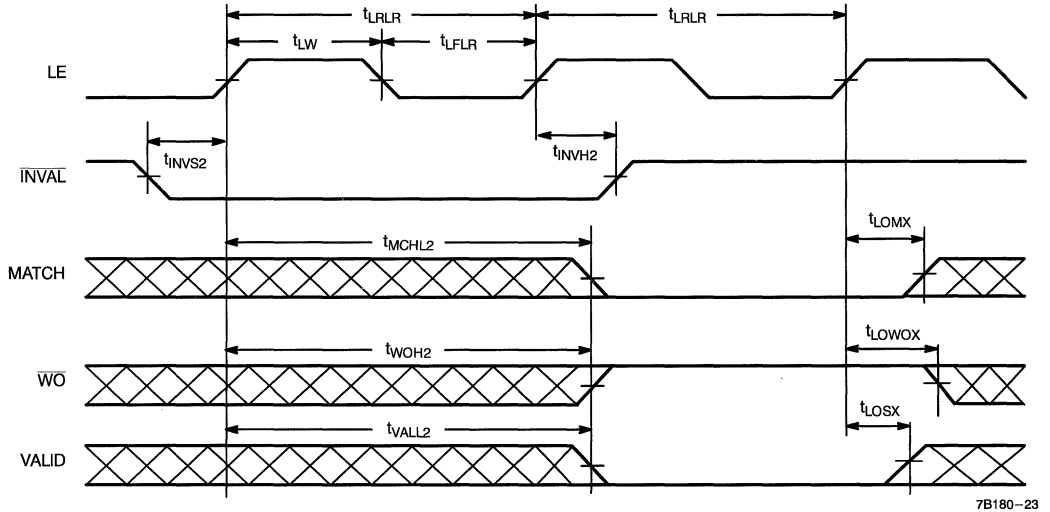 tLRLR tLRLR
tLW tLFLR
LE
tINVS2 tINVH2
INVAL
tMCHL2 tLOMX
MATCH
tWOH2 tLOWOX
WO
tVALL2 tLOSX
VALID
7B180-23